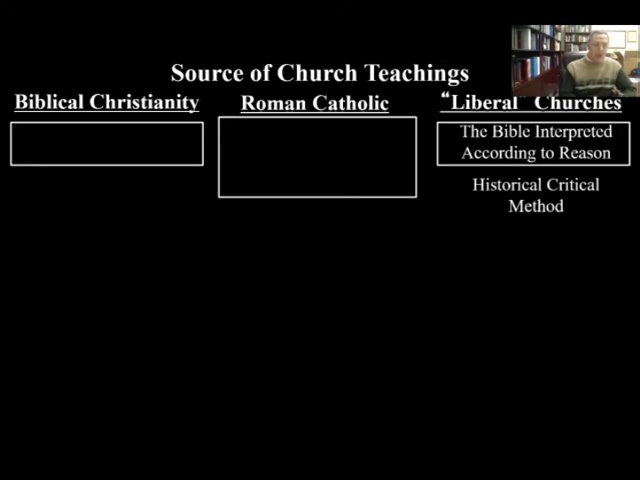 Source of Church Teachings
Biblical Christianity
Roman Catholic
“Liberal” Churches
The Bible Interpreted
According to Reason
Historical Critical
Method